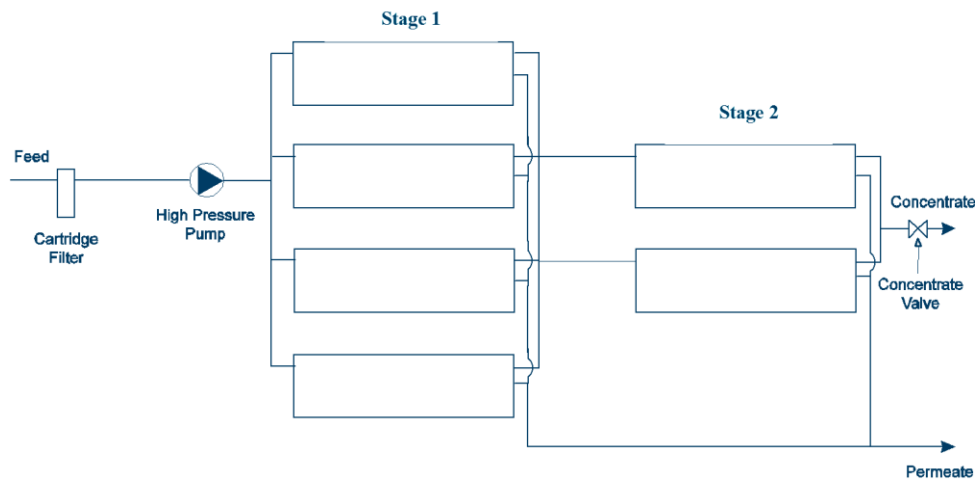 Stage 1
Stage 2
Feed
High Pressure
Pump
Cartridge
Filter
Concentrate
Concentrate
Valve
Permeate